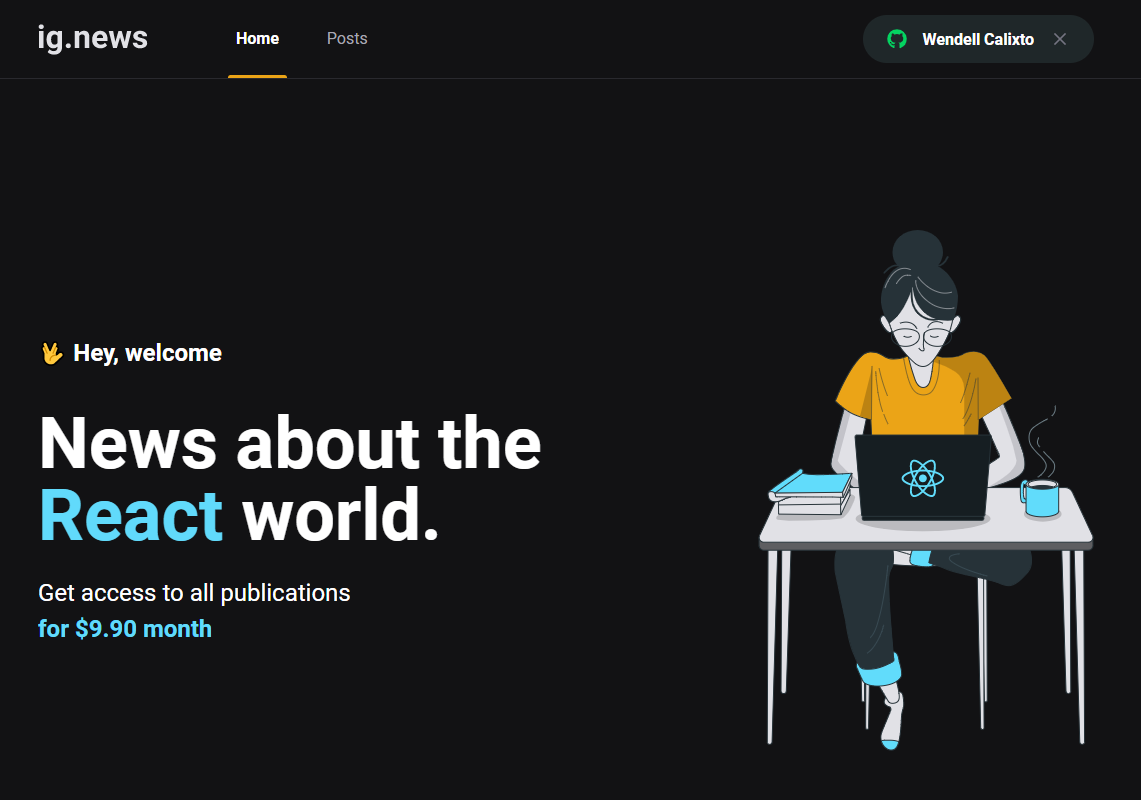 ig.news
Home
Posts
Wendell Calixto
🖖 Hey, welcome
News about the
React world.
Get access to all publications
for $9.90 month